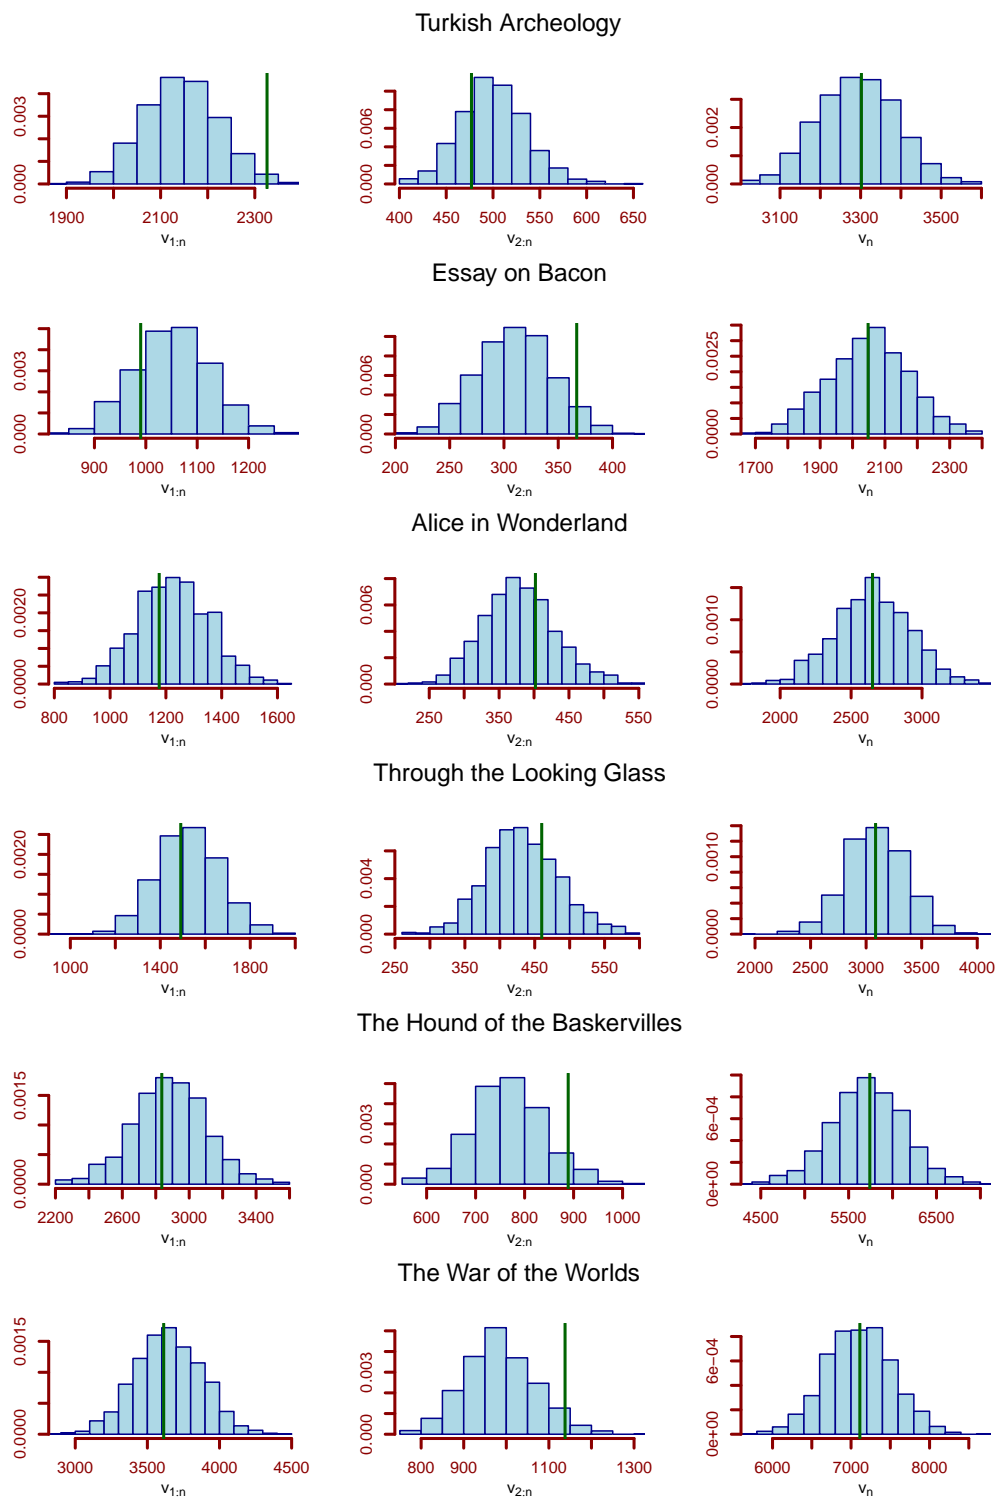 Turkish Archeology
0.000 0.003
1900 2100 2300
v1:n
0.000 0.006
400 450 500 550 600 650
v2:n
0.000 0.002
3100 3300 3500
vn
Essay on Bacon
0.000 0.003
900 1000 1100 1200
v1:n
0.000 0.006
200 250 300 350 400
v2:n
0.0000 0.0025
1700 1900 2100 2300
vn
Alice in Wonderland
0.0000 0.0020
800 1000 1200 1400 1600
v1:n
0.000 0.006
250 350 450 550
v2:n
0.0000 0.0010
2000 2500 3000
vn
Through the Looking Glass
0.0000 0.0020
1000 1400 1800
v1:n
0.000 0.004
250 350 450 550
v2:n
0.0000 0.0010
2000 2500 3000 3500 4000
vn
The Hound of the Baskervilles
0.0000 0.0015
2200 2600 3000 3400
v1:n
0.000 0.003
600 700 800 900 1000
v2:n
0e+00 6e−04
4500 5500 6500
vn
The War of the Worlds
0.0000 0.0015
3000 3500 4000 4500
v1:n
0.000 0.003
800 900 1100 1300
v2:n
0e+00 6e−04
6000 7000 8000
vn